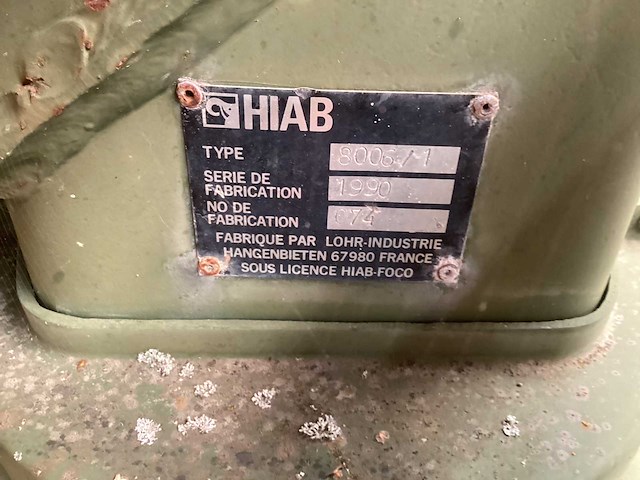 HIAB
TYPE 8006/1
SERIE DE
FABRICATION 1990
NO DE
FABRICATION 074
FABRIQUE PAR LOHR-INDUSTRIE
HANGENBIETEN 67980 FRANCE
SOUS LICENCE HIAB-FOCO